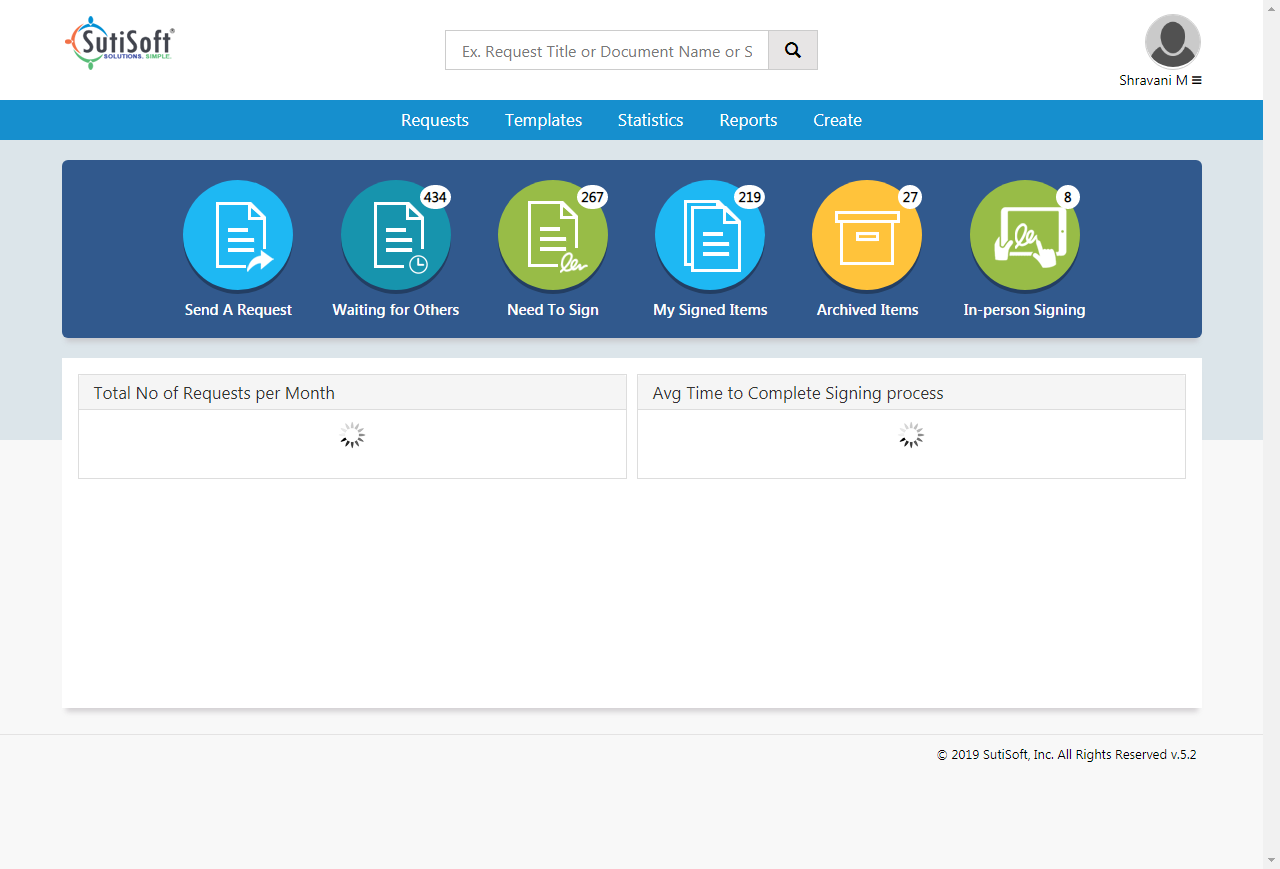 SutiSoft®
SOLUTIONS. SIMPLE.
Ex. Request Title or Document Name or S
Shravani M
Requests Templates Statistics Reports Create
434 267 219 27 8
Send A Request Waiting for Others Need To Sign My Signed Items Archived Items In-person Signing
Total No of Requests per Month Avg Time to Complete Signing process
© 2019 SutiSoft, Inc. All Rights Reserved v.5.2